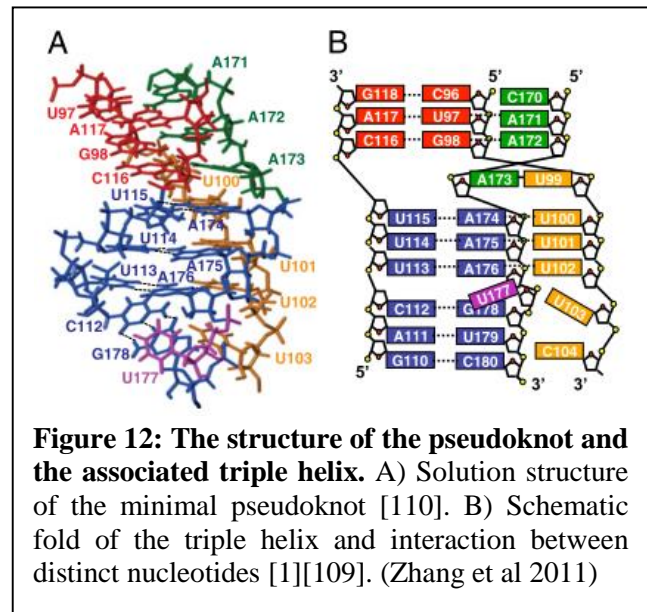 A
A171
U97
A172
A117
G98
A173
C116
U100
U115
A174
U114
A175
U101
U113
A176
U102
C112
G178
U103
U177
B
3’ 5’ 5’
G118 C96 C170
A117 U97 A171
C116 G98 A172
A173 U99
U115 A174 U100
U114 A175 U101
U113 A176 U102
U177 U103
C112 G178
A111 U179
G110 C180 C104
5’ 3’ 3’
Figure 12: The structure of the pseudoknot and
the associated triple helix. A) Solution structure
of the minimal pseudoknot [110]. B) Schematic
fold of the triple helix and interaction between
distinct nucleotides [1][109]. (Zhang et al 2011)